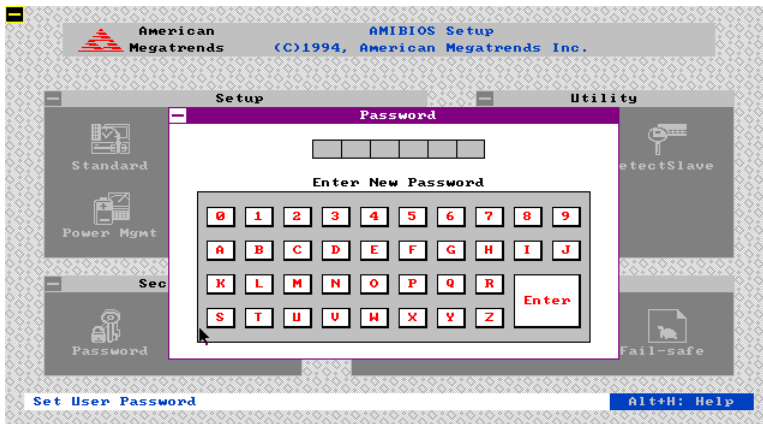 American
Megatrends
AMIBIOS Setup
(C)1994, American Megatrends Inc.
Setup
Utility
Password
Standard
etectSlave
Enter New Password
Power Mgmt
0 1 2 3 4 5 6 7 8 9
A B C D E F G H I J
K L M N O P Q R
Enter
S T U V W X Y Z
Sec
Password
Fail-safe
Set User Password
Alt+H: Help